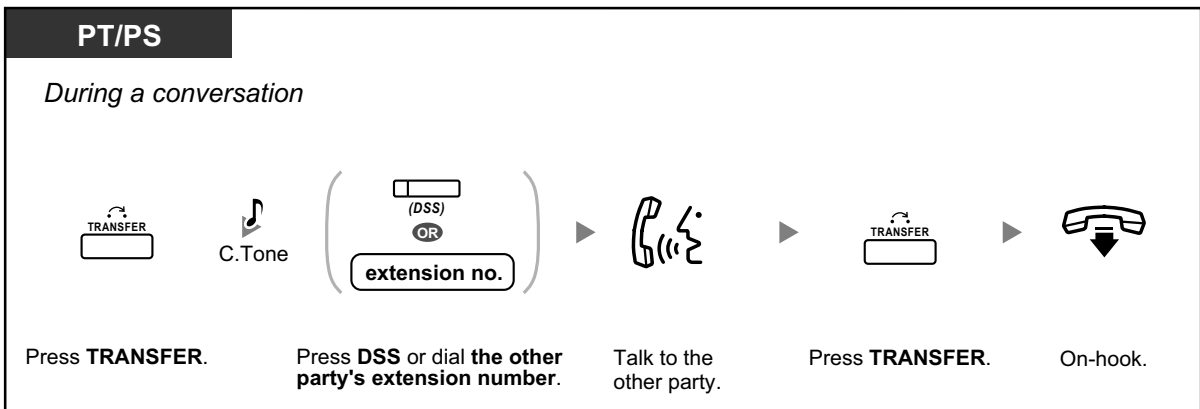 PT/PS
During a conversation
TRANSFER
C.Tone
(DSS)
OR
extension no.
TRANSFER
Press TRANSFER.
Press DSS or dial the other
party's extension number.
Talk to the
other party.
Press TRANSFER.
On-hook.